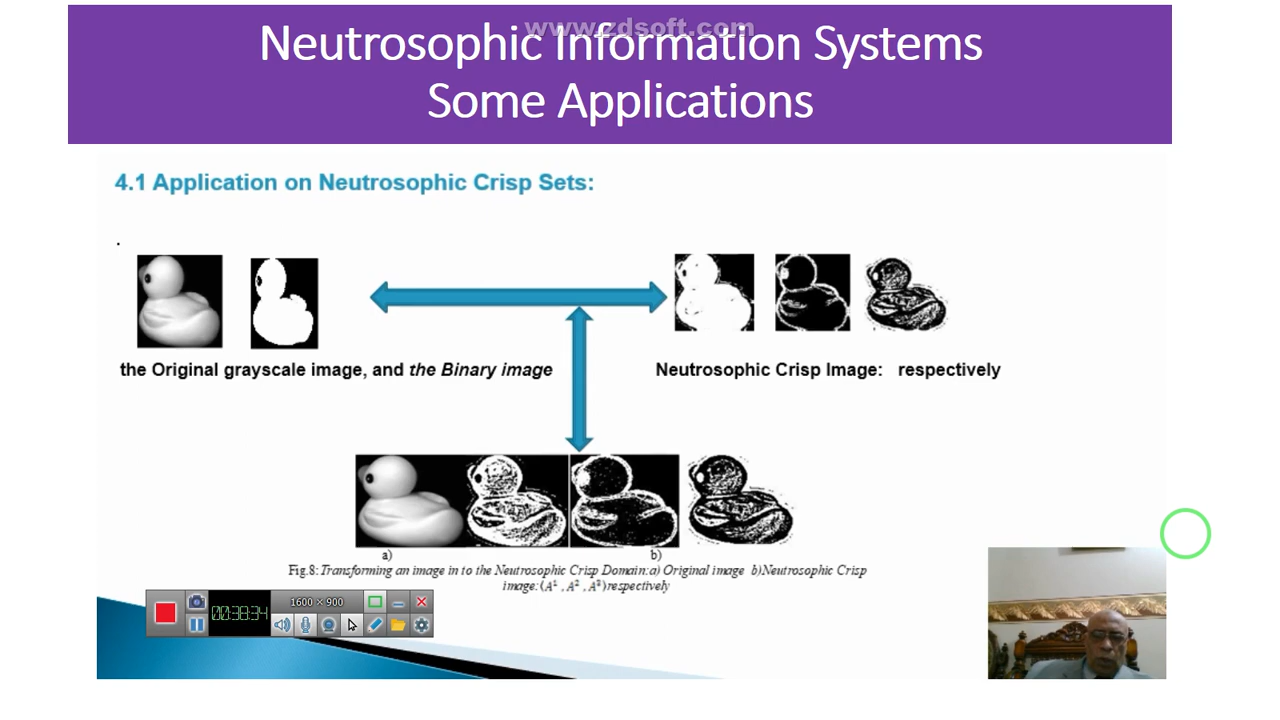 www.zdsoft.com
Neutrosophic Information Systems
Some Applications
4.1 Application on Neutrosophic Crisp Sets:
.
the Original grayscale image, and the Binary image
Neutrosophic Crisp Image: respectively
a) b)
Fig.8: Transforming an image in to the Neutrosophic Crisp Domain:a) Original image b)Neutrosophic Crisp
image:(A¹ ,A² ,A³)respectively
1600 × 900
00:38:34